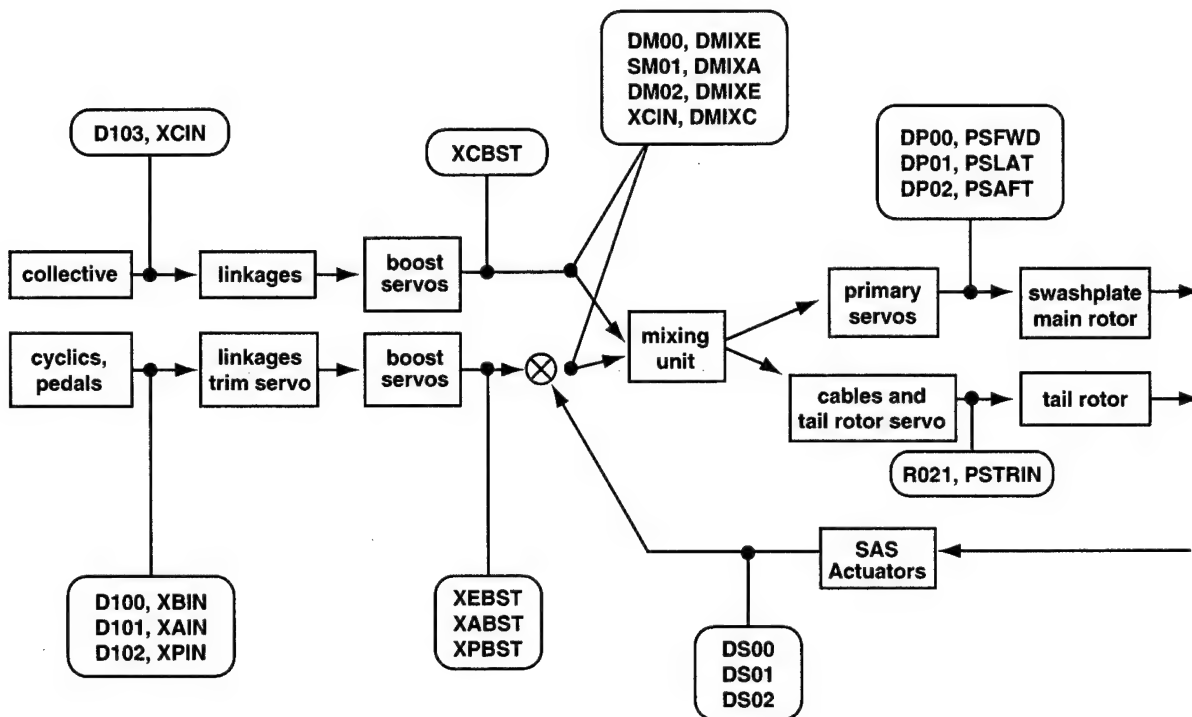 DM00, DMIXE
SM01, DMIXA
DM02, DMIXE
XCIN, DMIXC
D103, XCIN
XCBST
DP00, PSFWD
DP01, PSLAT
DP02, PSAFT
collective
linkages
boost
servos
primary
servos
swashplate
main rotor
mixing
unit
cyclics,
pedals
linkages
trim servo
boost
servos
cables and
tail rotor servo
tail rotor
R021, PSTRIN
SAS
Actuators
D100, XBIN
D101, XAIN
D102, XPIN
XEBST
XABST
XPBST
DS00
DS01
DS02